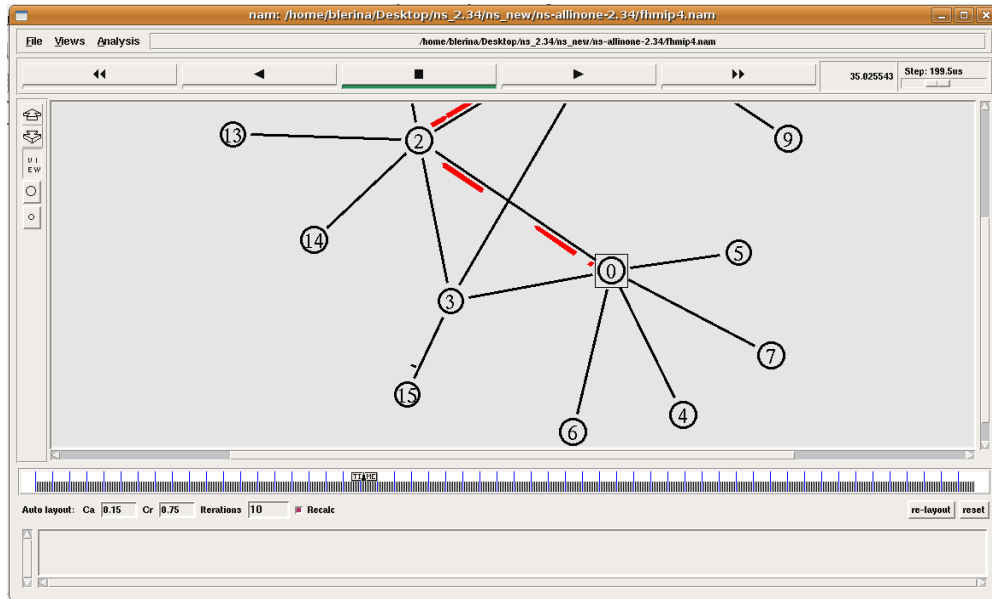 nam: /home/blerina/Desktop/ns_2.34/ns_new/ns-allinone-2.34/fhmip4.nam
File Views Analysis /home/blerina/Desktop/ns_2.34/ns_new/ns-allinone-2.34/fhmip4.nam
35.025543 Step: 199.5us
V I
E W
13
2
9
14
0
5
3
7
15
4
6
TIME
Auto layout: Ca 0.15 Cr 0.75 Iterations 10 Recalc re-layout reset